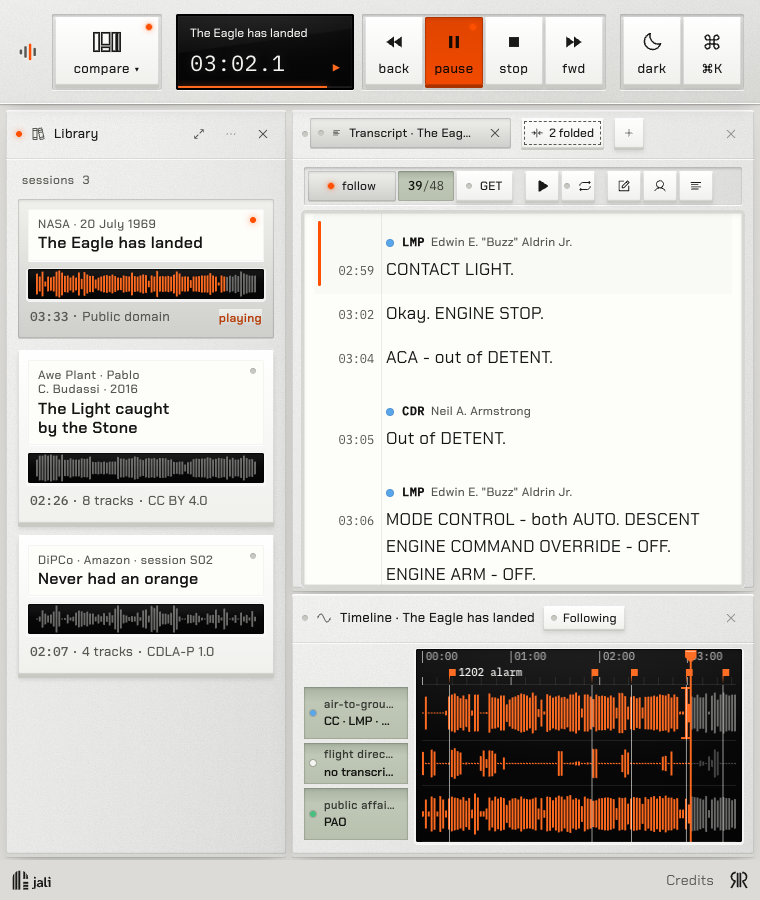 compare ▾
The Eagle has landed
03:02.1
back
pause
stop
fwd
dark
⌘K
Library
sessions 3
NASA · 20 July 1969
The Eagle has landed
03:33 · Public domain
playing
Awe Plant · Pablo
C. Budassi · 2016
The Light caught
by the Stone
02:26 · 8 tracks · CC BY 4.0
DiPCo · Amazon · session S02
Never had an orange
02:07 · 4 tracks · CDLA-P 1.0
Transcript · The Eag...
2 folded
follow
39/48
GET
LMP Edwin E. "Buzz" Aldrin Jr.
02:59 CONTACT LIGHT.
03:02 Okay. ENGINE STOP.
03:04 ACA - out of DETENT.
CDR Neil A. Armstrong
03:05 Out of DETENT.
LMP Edwin E. "Buzz" Aldrin Jr.
03:06 MODE CONTROL - both AUTO. DESCENT
ENGINE COMMAND OVERRIDE - OFF.
ENGINE ARM - OFF.
Timeline · The Eagle has landed
Following
00:00 01:00 02:00 3:00
1202 alarm
air-to-grou...
CC · LMP · ...
flight direc...
no transcri...
public affai...
PAO
jali
Credits